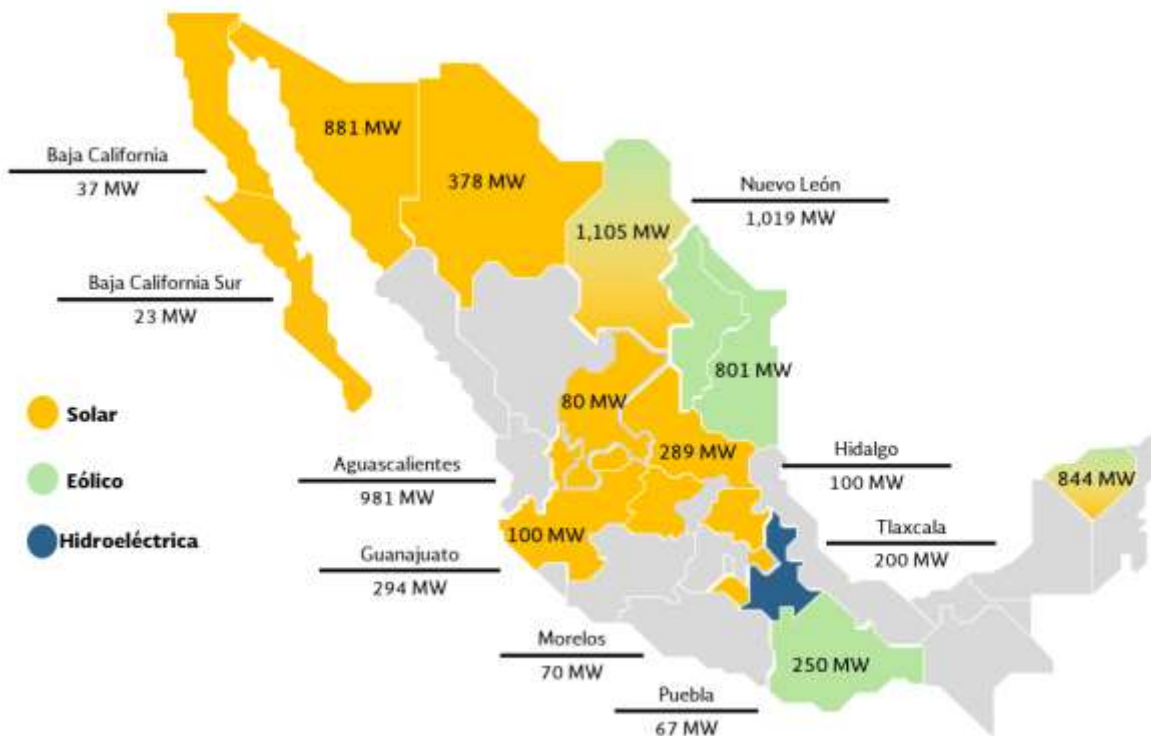 881 MW
Baja California
37 MW
378 MW
Nuevo León
1,019 MW
1,105 MW
Baja California Sur
23 MW
801 MW
80 MW
Solar
289 MW
Hidalgo
100 MW
844 MW
Aguascalientes
981 MW
Eólico
Tlaxcala
200 MW
100 MW
Hidroeléctrica
Guanajuato
294 MW
Morelos
70 MW
250 MW
Puebla
67 MW